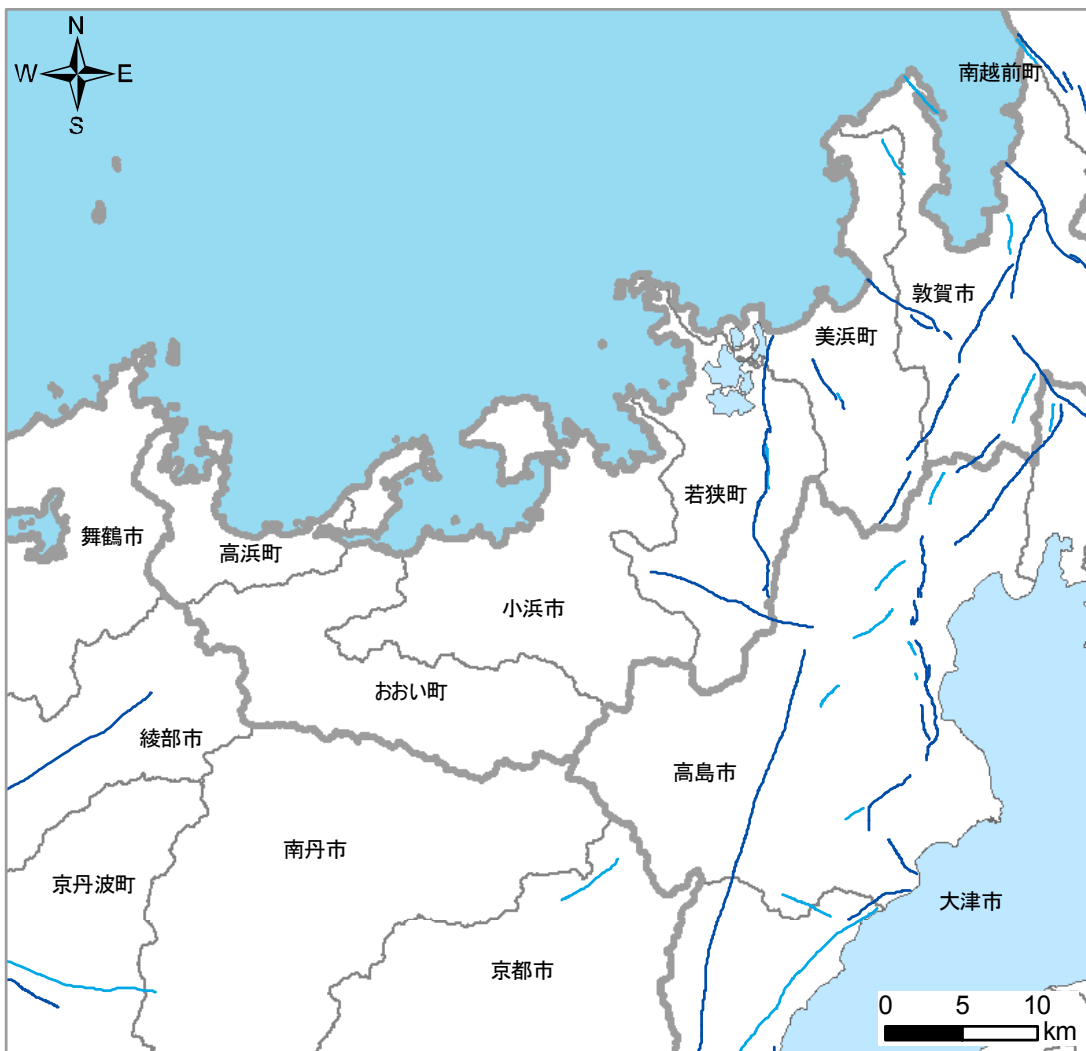 N
W E
S
南越前町
敦賀市
美浜町
若狭町
舞鶴市
高浜町
小浜市
おおい町
綾部市
高島市
南丹市
京丹波町
大津市
京都市
0 5 10
km